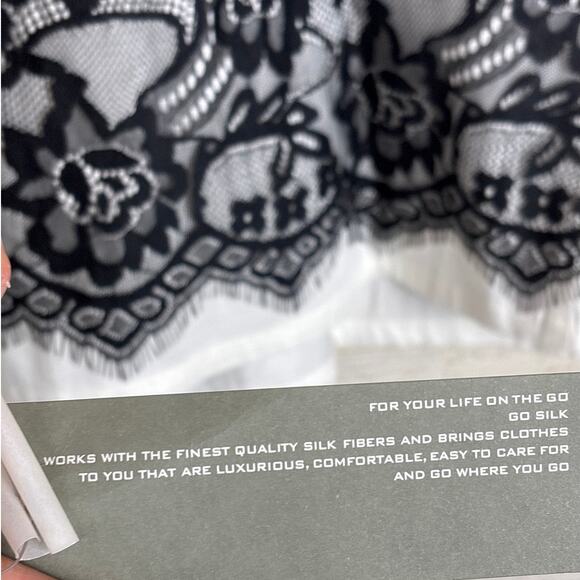 FOR YOUR LIFE ON THE GO
GO SILK
WORKS WITH THE FINEST QUALITY SILK FIBERS AND BRINGS CLOTHES
TO YOU THAT ARE LUXURIOUS, COMFORTABLE, EASY TO CARE FOR
AND GO WHERE YOU GO